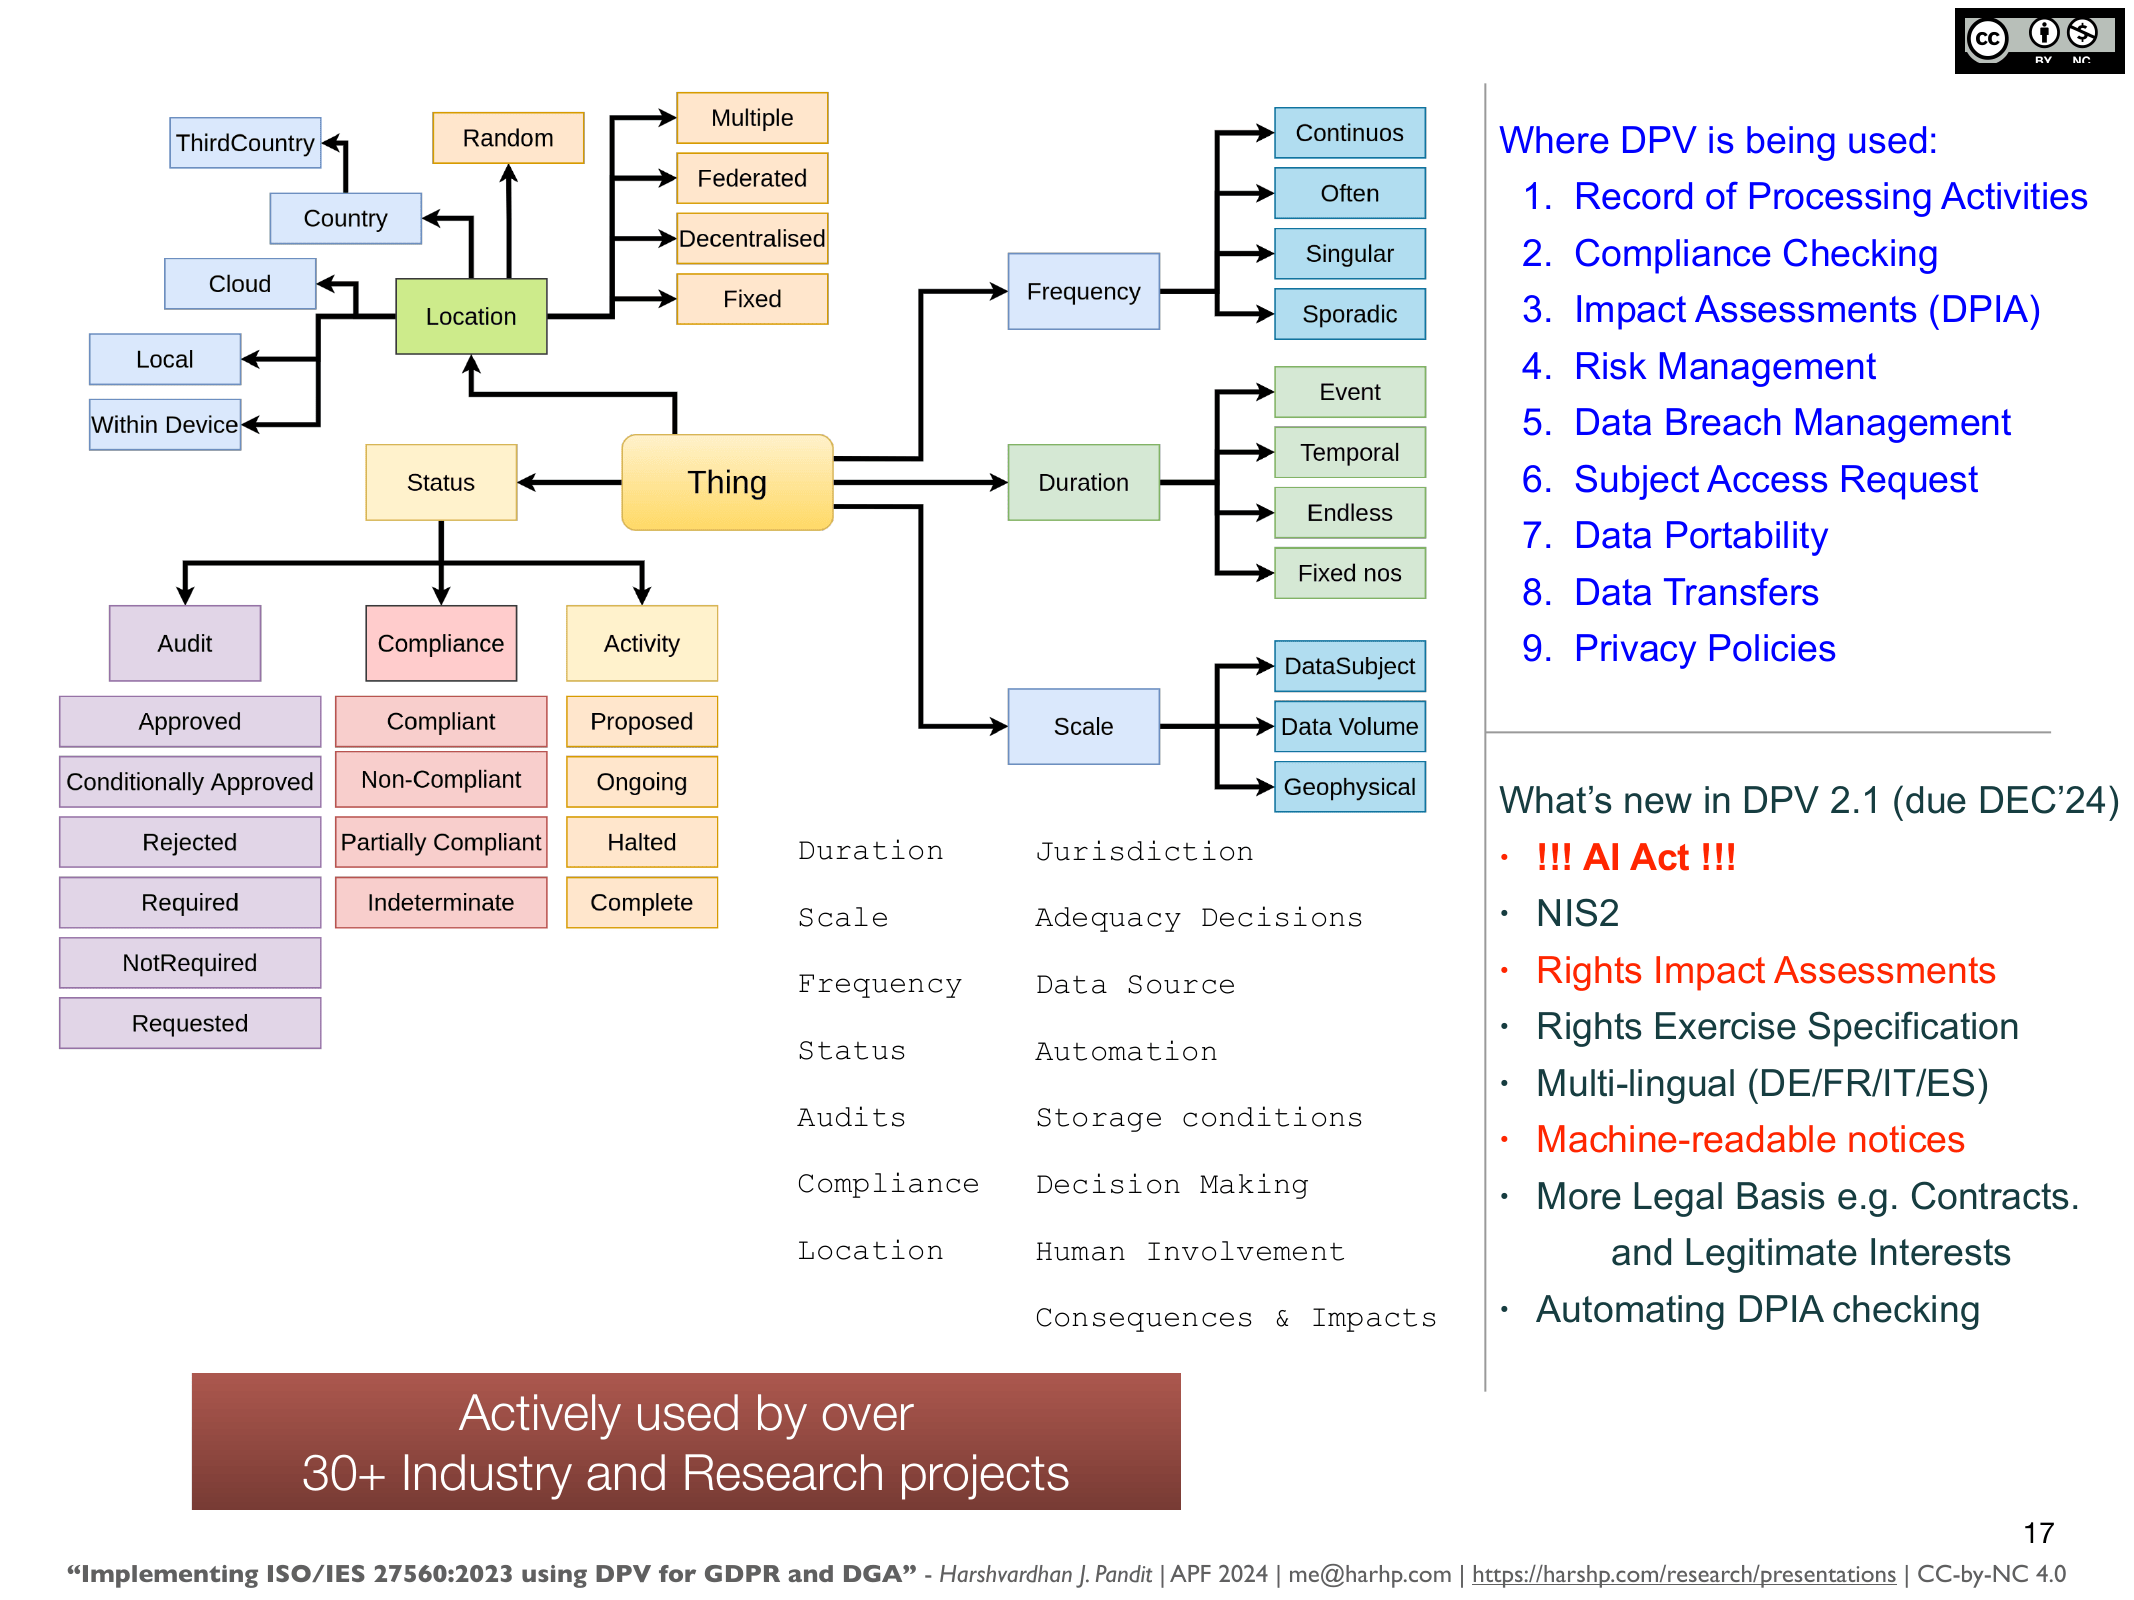 cc
BY NC
ThirdCountry
Country
Cloud
Local
Within Device
Random
Location
Multiple
Federated
Decentralised
Fixed
Thing
Status
Audit
Compliance
Activity
Approved
Conditionally Approved
Rejected
Required
NotRequired
Requested
Compliant
Non-Compliant
Partially Compliant
Indeterminate
Proposed
Ongoing
Halted
Complete
Frequency
Continuos
Often
Singular
Sporadic
Duration
Event
Temporal
Endless
Fixed nos
Scale
DataSubject
Data Volume
Geophysical
Duration
Scale
Frequency
Status
Audits
Compliance
Location
Jurisdiction
Adequacy Decisions
Data Source
Automation
Storage conditions
Decision Making
Human Involvement
Consequences & Impacts
Where DPV is being used:
1. Record of Processing Activities
2. Compliance Checking
3. Impact Assessments (DPIA)
4. Risk Management
5. Data Breach Management
6. Subject Access Request
7. Data Portability
8. Data Transfers
9. Privacy Policies
What’s new in DPV 2.1 (due DEC’24)
· !!! AI Act !!!
· NIS2
· Rights Impact Assessments
· Rights Exercise Specification
· Multi-lingual (DE/FR/IT/ES)
· Machine-readable notices
· More Legal Basis e.g. Contracts.
and Legitimate Interests
· Automating DPIA checking
Actively used by over
30+ Industry and Research projects
17
“Implementing ISO/IES 27560:2023 using DPV for GDPR and DGA” - Harshvardhan J. Pandit | APF 2024 | me@harhp.com | https://harshp.com/research/presentations | CC-by-NC 4.0